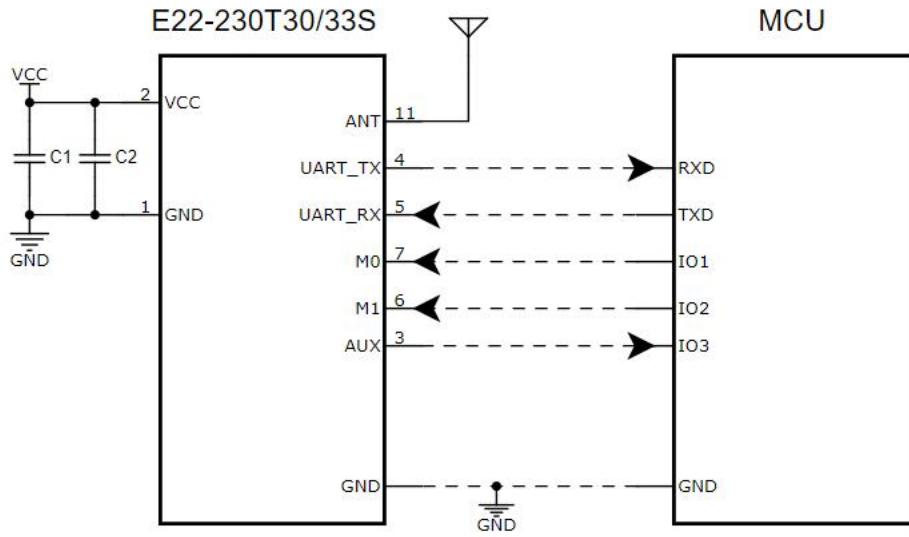 E22-230T30/33S
MCU
VCC
2
VCC
C1
C2
1
GND
GND
ANT
11
UART_TX
4
RXD
UART_RX
5
TXD
M0
7
IO1
M1
6
IO2
AUX
3
IO3
GND
GND
GND